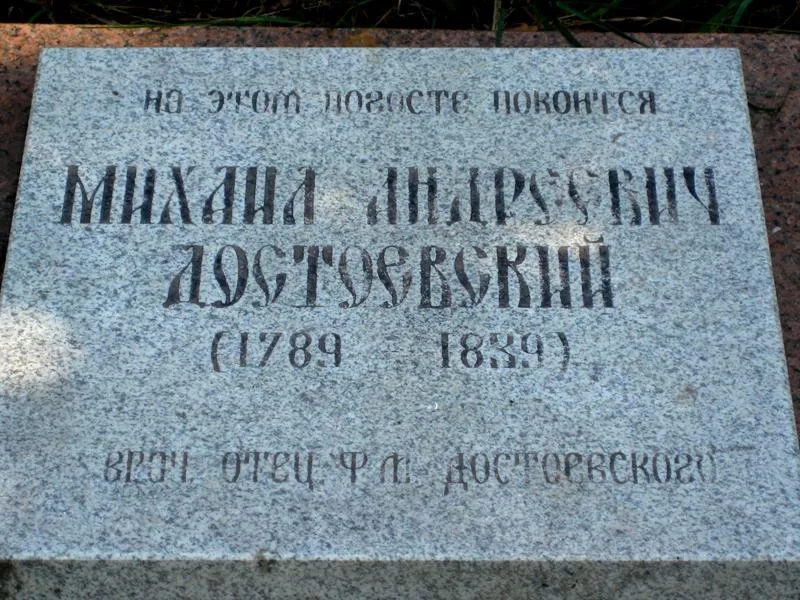 на этом погосте покоится
МИХАИЛ АНДРЕЕВИЧ
ДОСТОЕВСКИЙ
(1789 1839)
врач, отец Ф.М. Достоевского